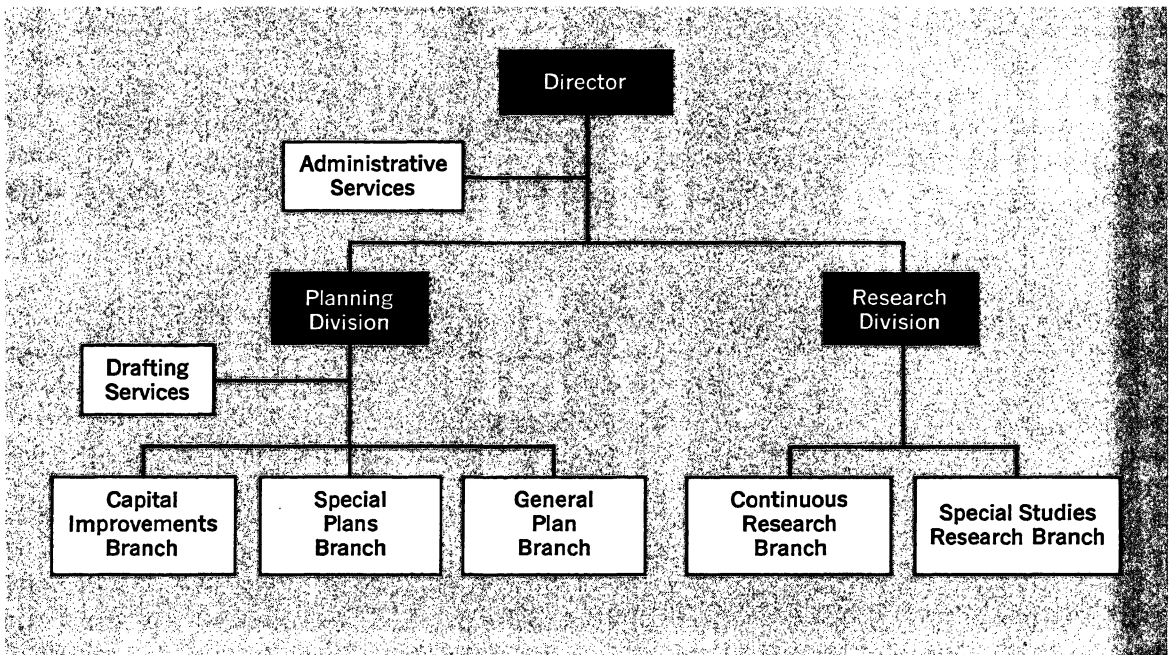 Director
Administrative
Services
Planning
Division
Research
Division
Drafting
Services
Capital
Improvements
Branch
Special
Plans
Branch
General
Plan
Branch
Continuous
Research
Branch
Special Studies
Research Branch